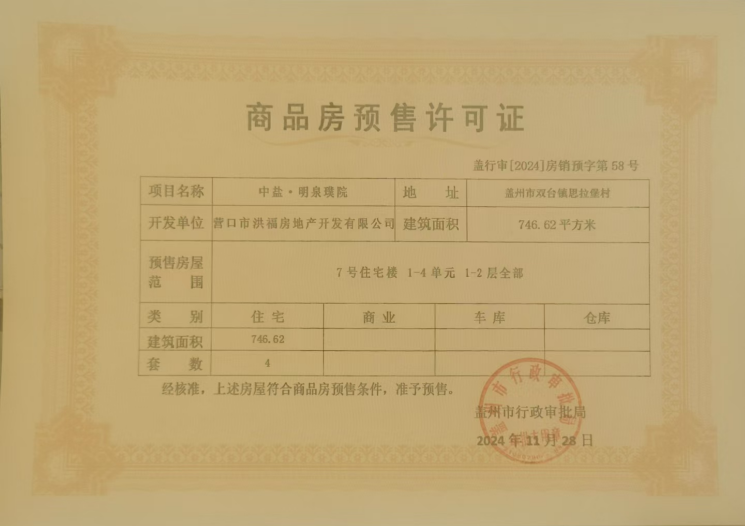 商品房预售许可证
盖行审[2024]房销预字第58号
项目名称 中盐·明泉璞院 地 址 盖州市双台镇思拉堡村
开发单位 营口市洪福房地产开发有限公司 建筑面积 746.62平方米
预售房屋范围 7号住宅楼 1-4单元 1-2层全部
类 别 住宅 商业 车库 仓库
建筑面积 746.62
套 数 4
经核准，上述房屋符合商品房预售条件，准予预售。
盖州市行政审批局
2024年11月28日